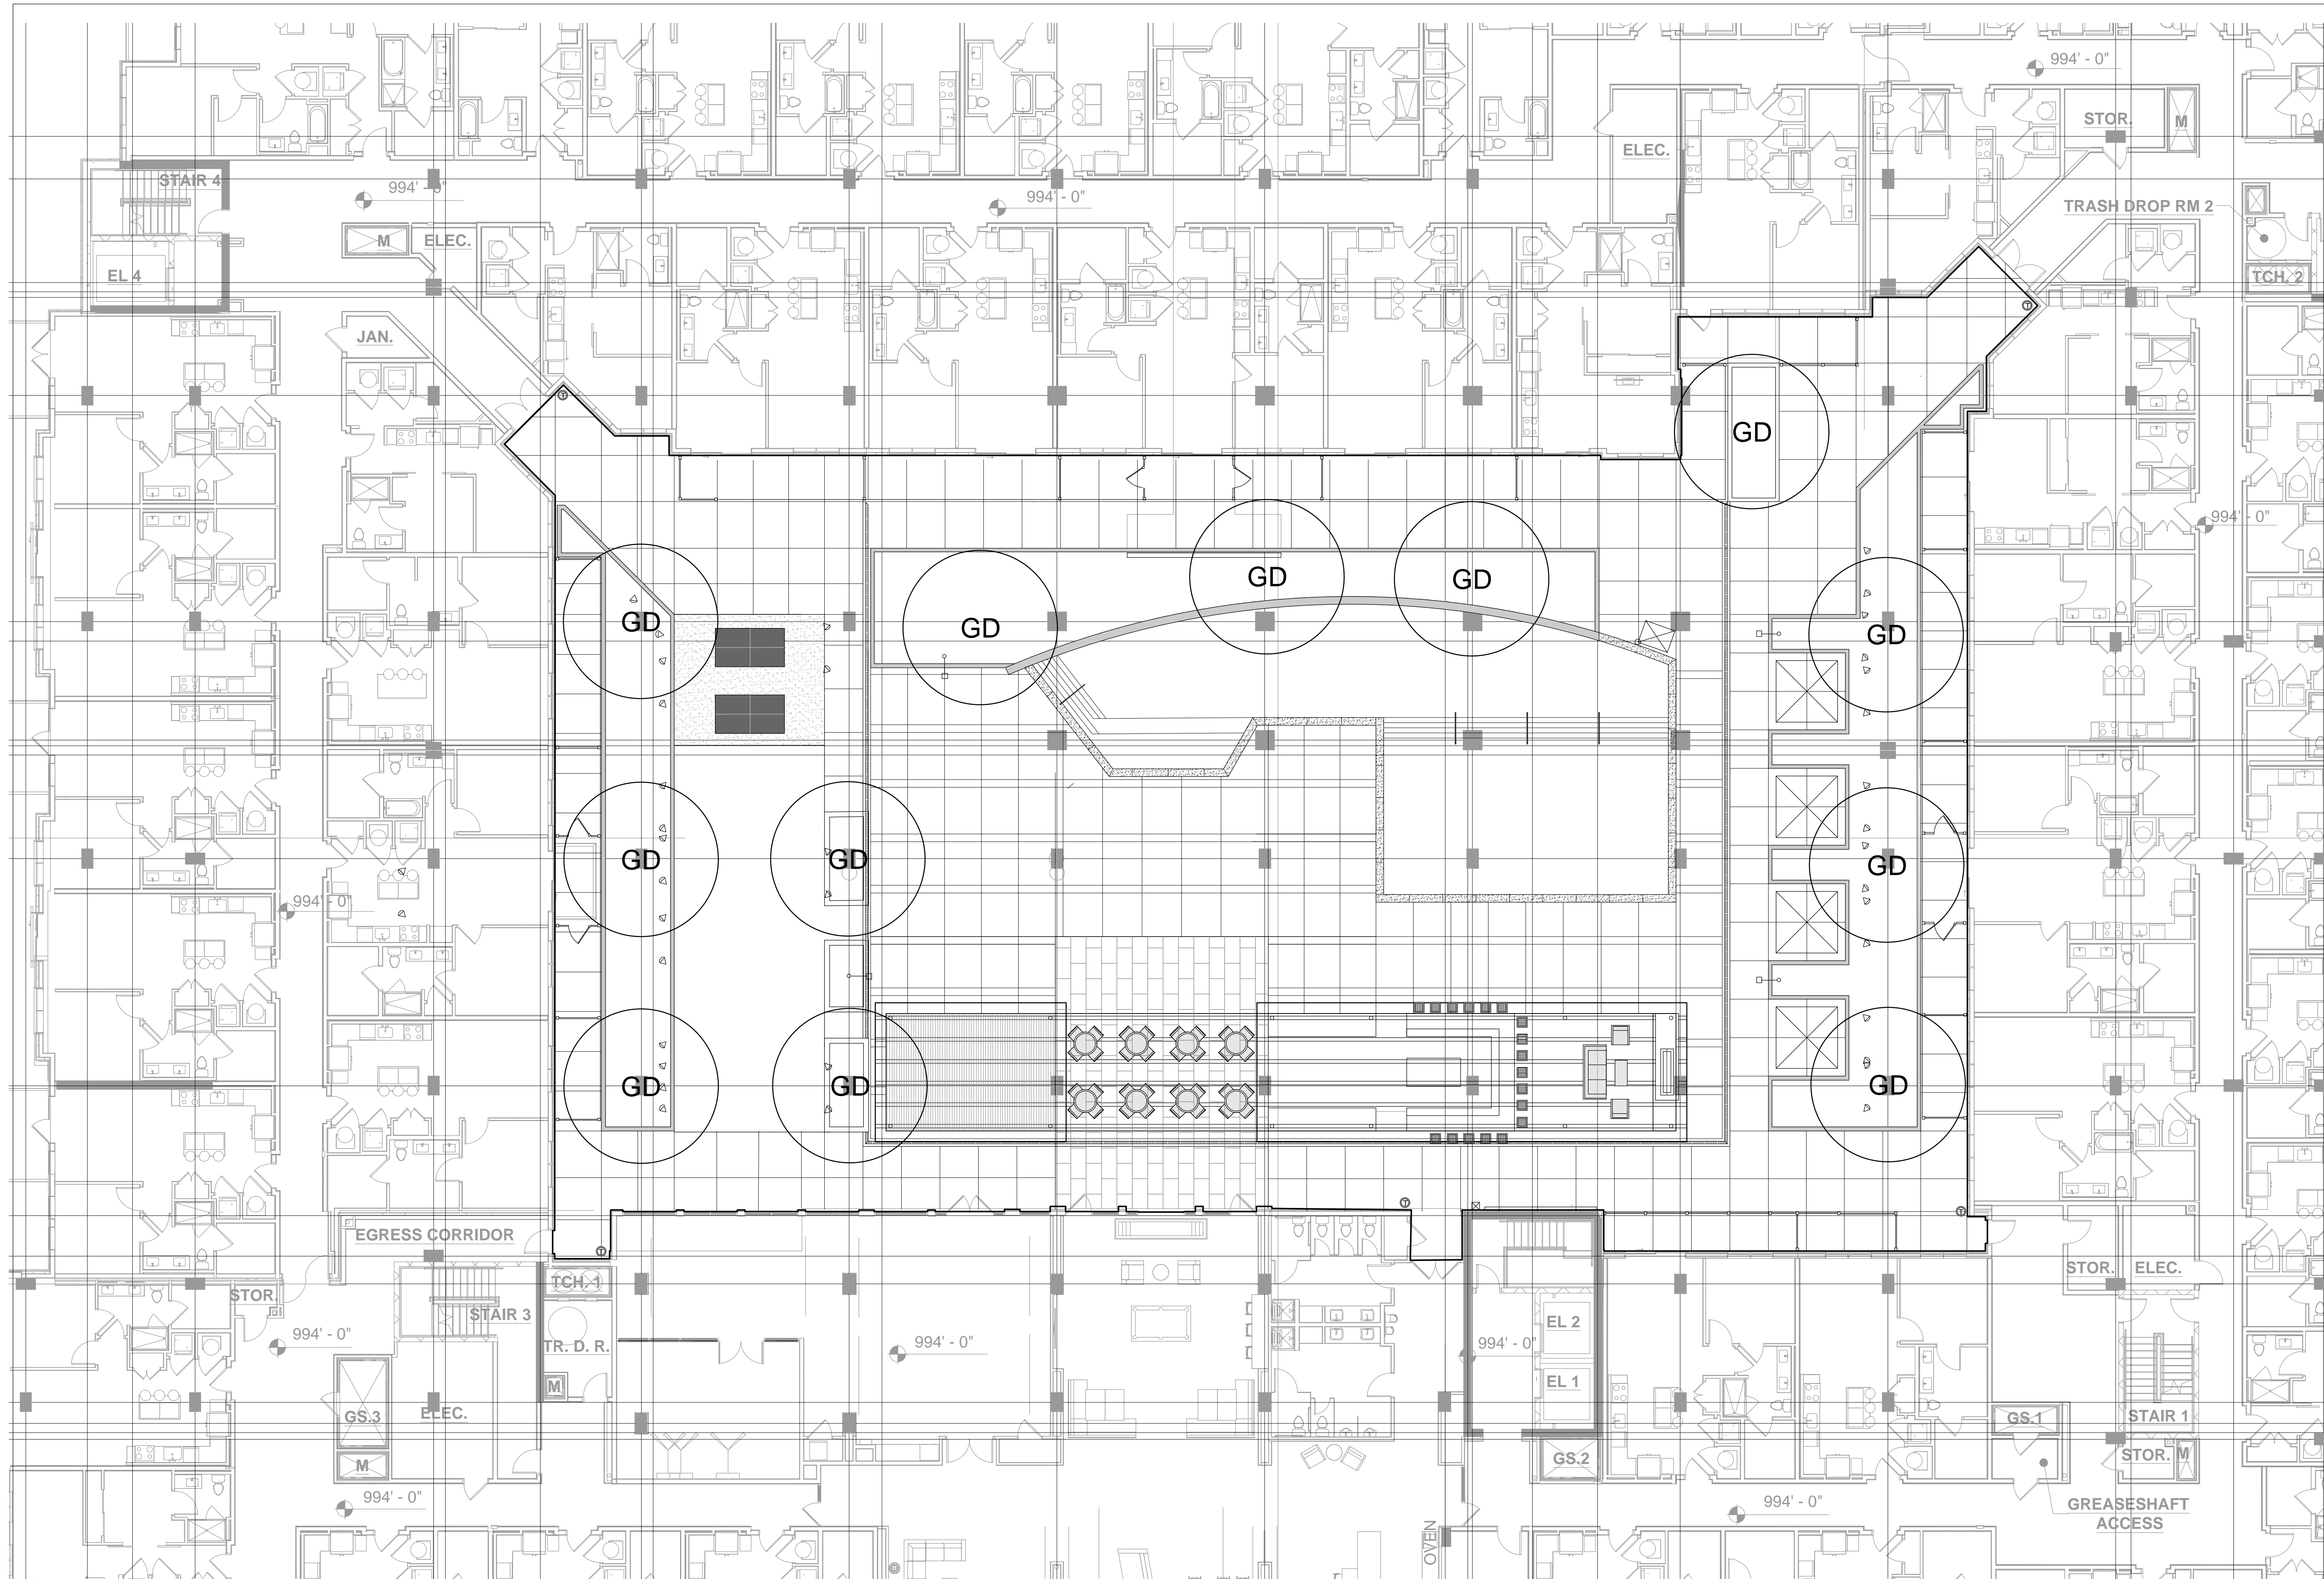 994' - 0"
STOR.
M
ELEC.
STAIR 4
994' - 0"
994' - 0"
TRASH DROP RM 2
M
ELEC.
EL 4
TCH. 2
JAN.
T
T
GD
994' - 0"
GD
GD
GD
GD
GD
GD
GD
GD
994' - 0"
GD
GD
GD
T
T
EGRESS CORRIDOR
T
TCH. 1
STOR.
STAIR 3
STOR.
ELEC.
994' - 0"
TR. D. R.
994' - 0"
994' - 0"
EL 2
M
EL 1
GS.3
ELEC.
GS.1
STAIR 1
M
GS.2
STOR.
M
994' - 0"
994' - 0"
GREASESHAFT
ACCESS
OVEN